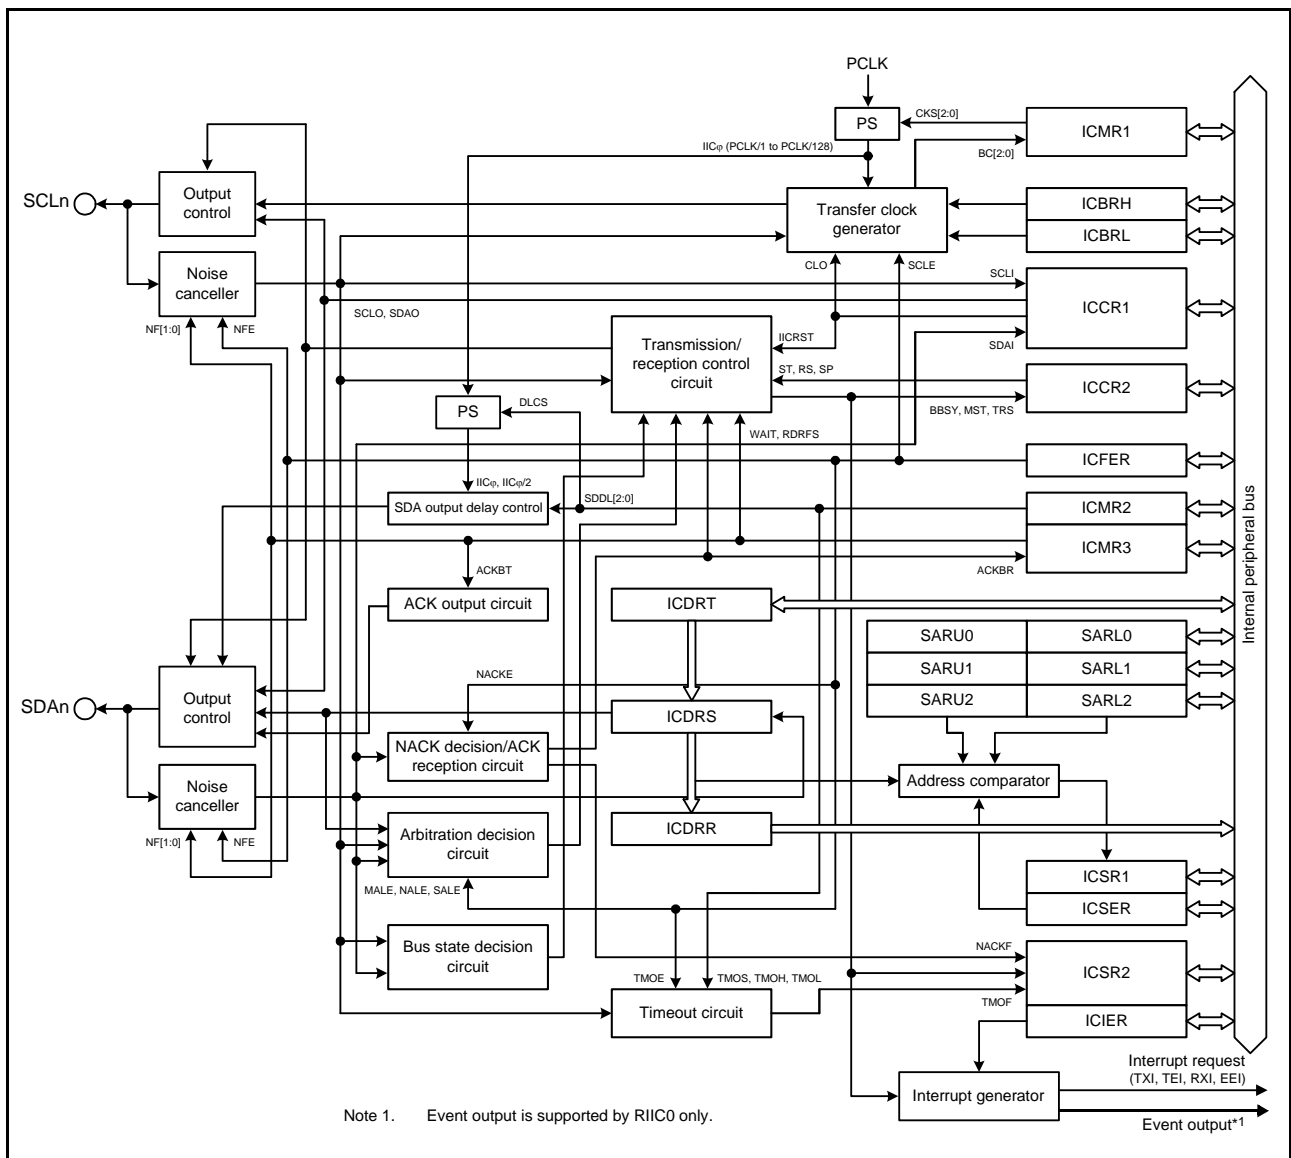 PCLK
PS
CKS[2:0]
ICMR1
IICφ (PCLK/1 to PCLK/128)
BC[2:0]
SCLn
Output
control
Transfer clock
generator
ICBRH
ICBRL
Noise
canceller
CLO
SCLE
SCLI
ICCR1
SCLO, SDAO
NF[1:0]
NFE
Transmission/
reception control
circuit
IICRST
SDAI
ST, RS, SP
ICCR2
BBSY, MST, TRS
PS
DLCS
WAIT, RDRFS
ICFER
IICφ, IICφ/2
SDA output delay control
SDDL[2:0]
ICMR2
ICMR3
ACKBT
ACKBR
ACK output circuit
ICDRT
Internal peripheral bus
SARU0
SARL0
SARU1
SARL1
SARU2
SARL2
NACKE
SDAn
Output
control
ICDRS
NACK decision/ACK
reception circuit
Address comparator
Noise
canceller
ICDRR
NF[1:0]
NFE
Arbitration decision
circuit
MALE, NALE, SALE
ICSR1
ICSER
Bus state decision
circuit
NACKF
ICSR2
TMOE
TMOS, TMOH, TMOL
TMOF
Timeout circuit
ICIER
Interrupt request
(TXI, TEI, RXI, EEI)
Interrupt generator
Event output*1
Note 1. Event output is supported by RIIC0 only.